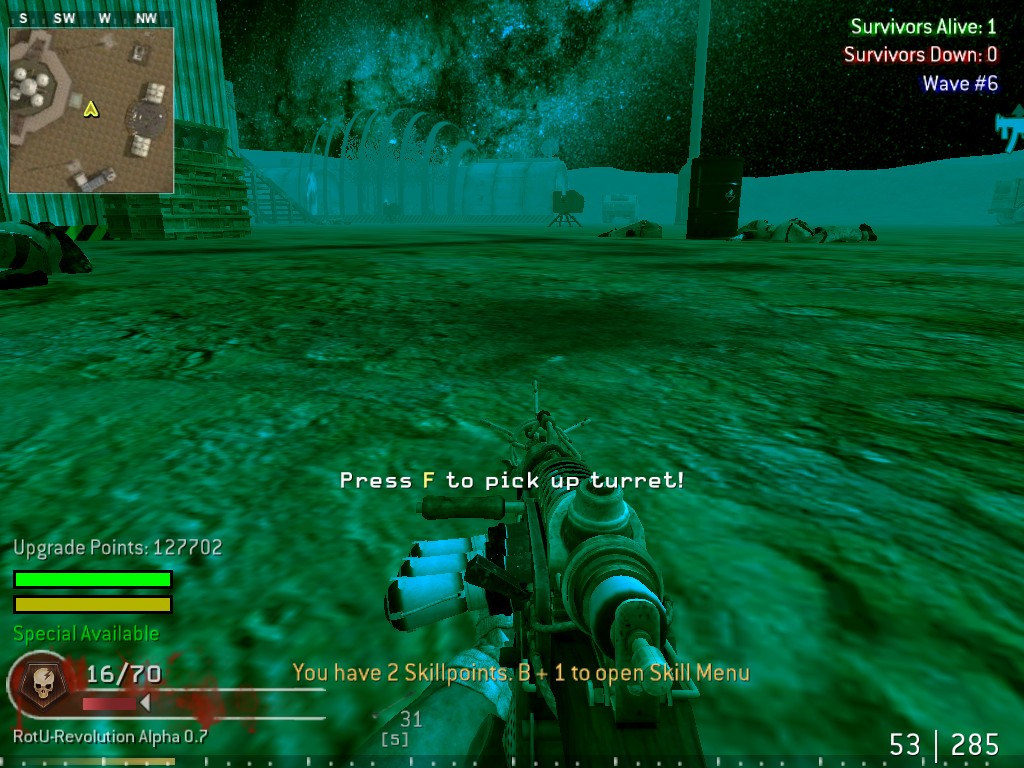 S SW W NW
Survivors Alive: 1
Survivors Down: 0
Wave #6
Press F to pick up turret!
Upgrade Points: 127702
Special Available
16/70
You have 2 Skillpoints. B + 1 to open Skill Menu
31
[5]
RotU-Revolution Alpha 0.7
53 | 285